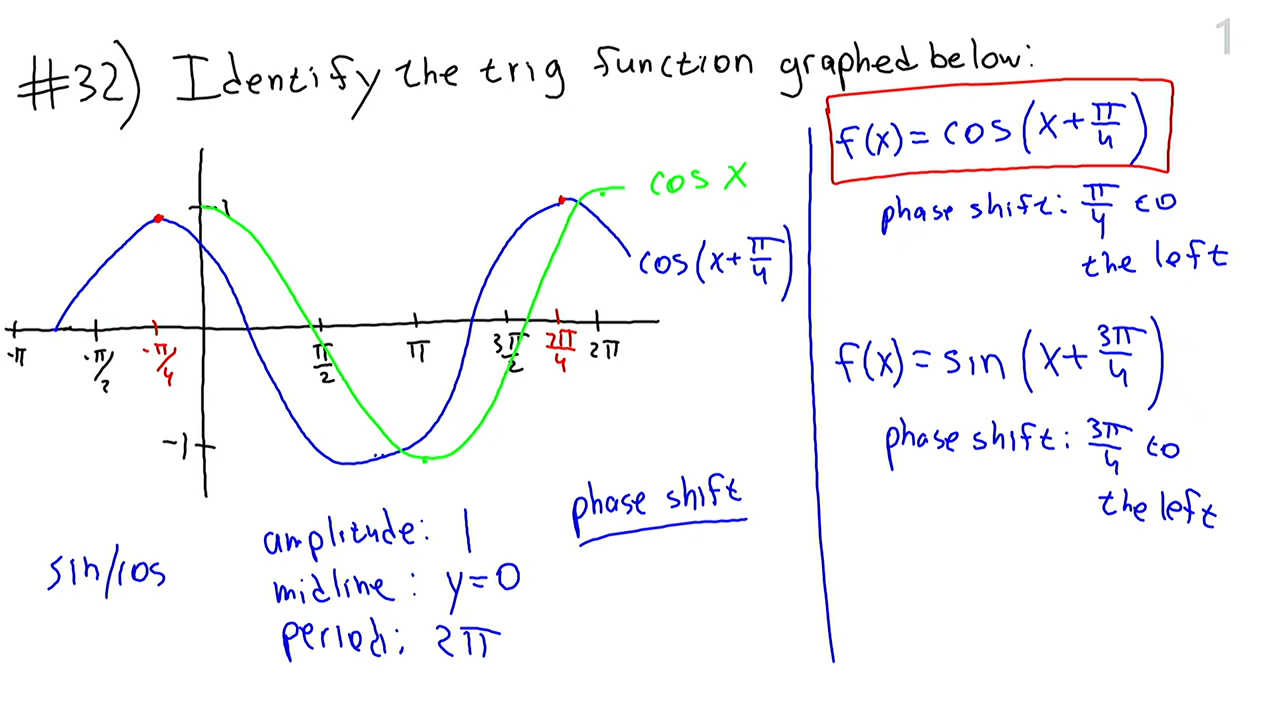 1
#32) Identify the trig function graphed below:
f(x) = cos(x + π/4)
phase shift: π/4 to
the left
f(x) = sin(x + 3π/4)
phase shift: 3π/4 to
the left
cos x
cos(x + π/4)
1
-π -π/2 -π/4 π/2 π 3π/2 7π/4 2π
-1
phase shift
sin/cos
amplitude: 1
midline: y=0
period: 2π